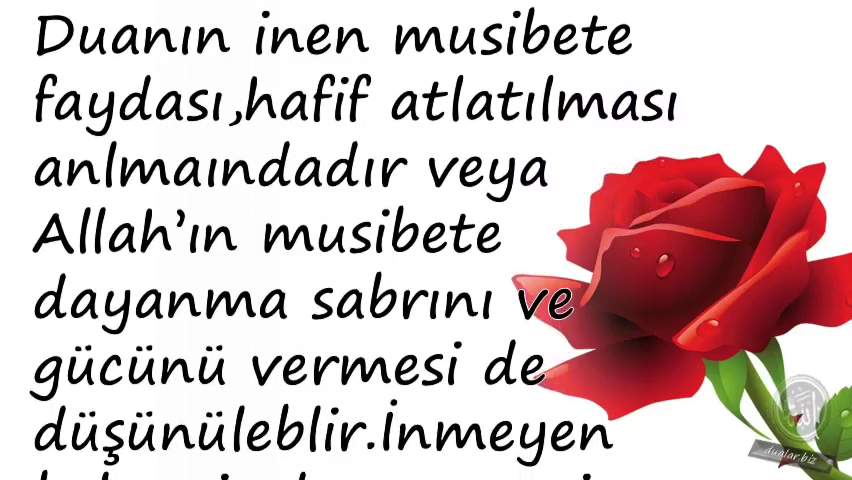 Duanın inen musibete
faydası,hafif atlatılması
anlmaındadır veya
Allah’ın musibete
dayanma sabrını ve
gücünü vermesi de
düşünüleblir.İnmeyen
dualar.biz